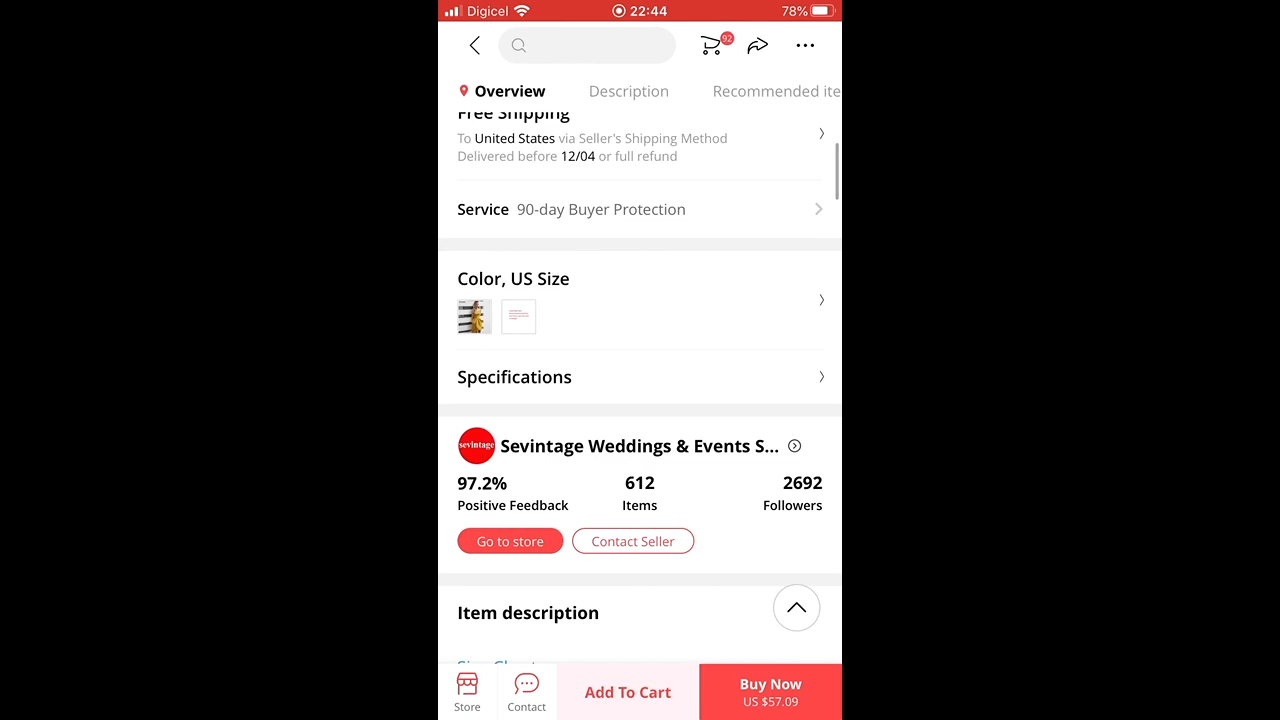 Digicel 22:44 78%
92
Overview Description Recommended ite
Free Shipping
To United States via Seller's Shipping Method
Delivered before 12/04 or full refund
Service 90-day Buyer Protection
Color, US Size
Specifications
sevintage Sevintage Weddings & Events S...
97.2% 612 2692
Positive Feedback Items Followers
Go to store Contact Seller
Item description
Store Contact Add To Cart Buy Now
US $57.09